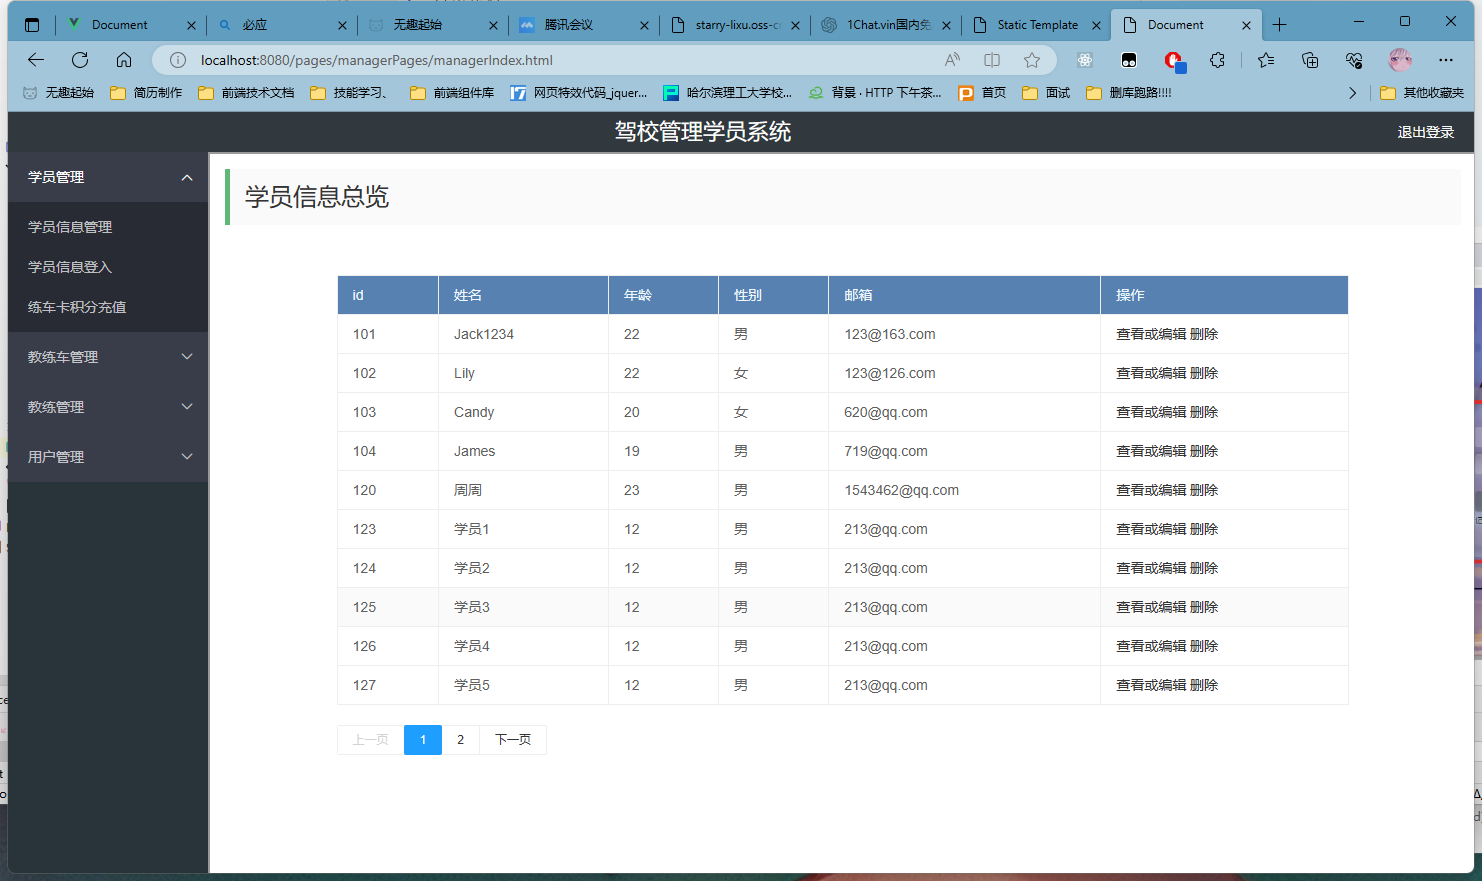 Document
必应
无趣起始
腾讯会议
starry-lixu.oss-c
1Chat.vin国内免
Static Template
Document
localhost:8080/pages/managerPages/managerIndex.html
无趣起始
简历制作
前端技术文档
技能学习、
前端组件库
网页特效代码_jquer...
哈尔滨理工大学校...
背景 · HTTP 下午茶...
首页
面试
删库跑路!!!!
其他收藏夹
驾校管理学员系统
退出登录
学员管理
学员信息管理
学员信息登入
练车卡积分充值
教练车管理
教练管理
用户管理
学员信息总览
id 姓名 年龄 性别 邮箱 操作
101 Jack1234 22 男 123@163.com 查看或编辑 删除
102 Lily 22 女 123@126.com 查看或编辑 删除
103 Candy 20 女 620@qq.com 查看或编辑 删除
104 James 19 男 719@qq.com 查看或编辑 删除
120 周周 23 男 1543462@qq.com 查看或编辑 删除
123 学员1 12 男 213@qq.com 查看或编辑 删除
124 学员2 12 男 213@qq.com 查看或编辑 删除
125 学员3 12 男 213@qq.com 查看或编辑 删除
126 学员4 12 男 213@qq.com 查看或编辑 删除
127 学员5 12 男 213@qq.com 查看或编辑 删除
上一页 1 2 下一页